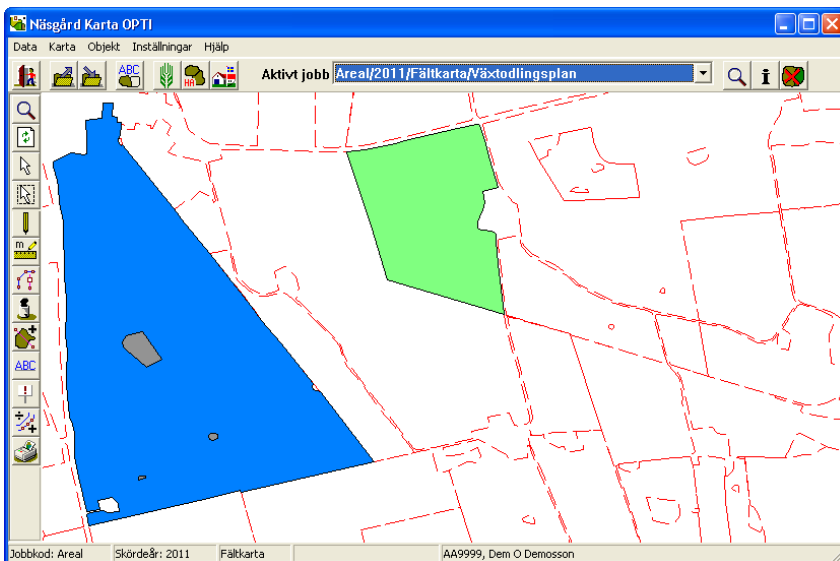 Näsgård Karta OPTI
Data Karta Objekt Inställningar Hjälp
ABC
HA
Aktivt jobb Areal/2011/Fältkarta/Växtodlingsplan
m
ABC
Jobbkod: Areal Skördeår: 2011 Fältkarta AA9999, Dem O Demosson